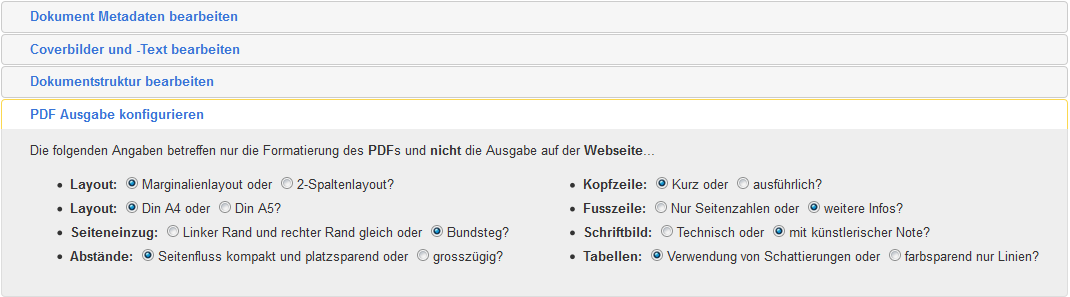 Dokument Metadaten bearbeiten
Coverbilder und -Text bearbeiten
Dokumentstruktur bearbeiten
PDF Ausgabe konfigurieren
Die folgenden Angaben betreffen nur die Formatierung des PDFs und nicht die Ausgabe auf der Webseite...
• Layout: Marginalienlayout oder 2-Spaltenlayout?
• Layout: Din A4 oder Din A5?
• Seiteneinzug: Linker Rand und rechter Rand gleich oder Bundsteg?
• Abstände: Seitenfluss kompakt und platzsparend oder grosszügig?
• Kopfzeile: Kurz oder ausführlich?
• Fusszeile: Nur Seitenzahlen oder weitere Infos?
• Schriftbild: Technisch oder mit künstlerischer Note?
• Tabellen: Verwendung von Schattierungen oder farbsparend nur Linien?